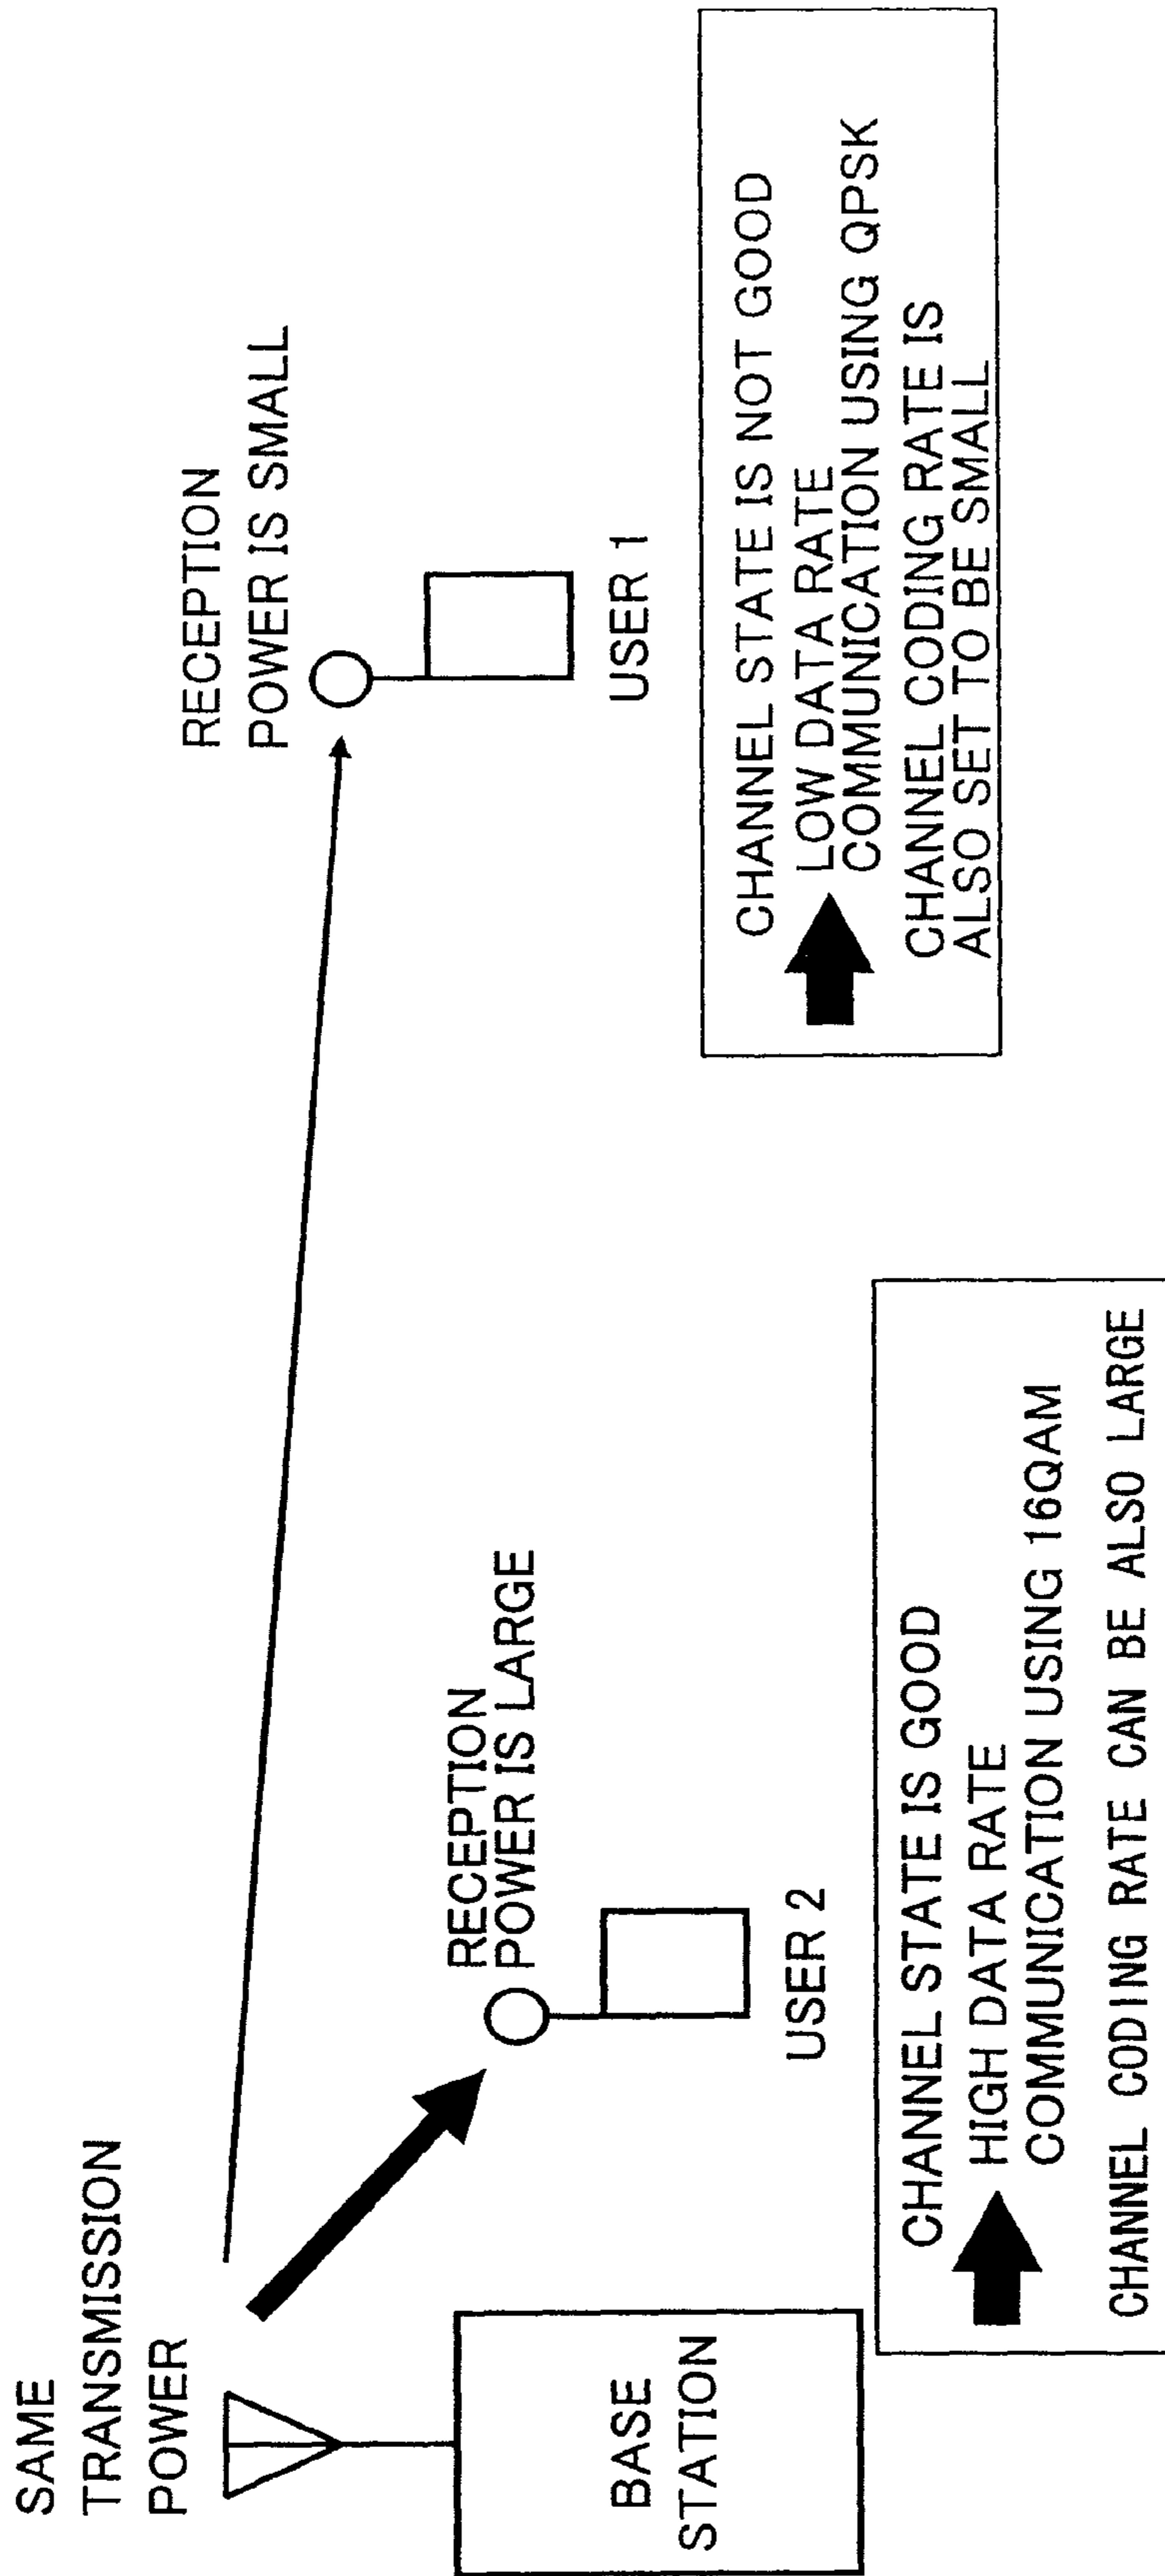 SAME
TRANSMISSION
POWER
BASE
STATION
RECEPTION
POWER IS LARGE
USER 2
CHANNEL STATE IS GOOD
HIGH DATA RATE
COMMUNICATION USING 16QAM
CHANNEL CODING RATE CAN BE ALSO LARGE
RECEPTION
POWER IS SMALL
USER 1
CHANNEL STATE IS NOT GOOD
LOW DATA RATE
COMMUNICATION USING QPSK
CHANNEL CODING RATE IS
ALSO SET TO BE SMALL